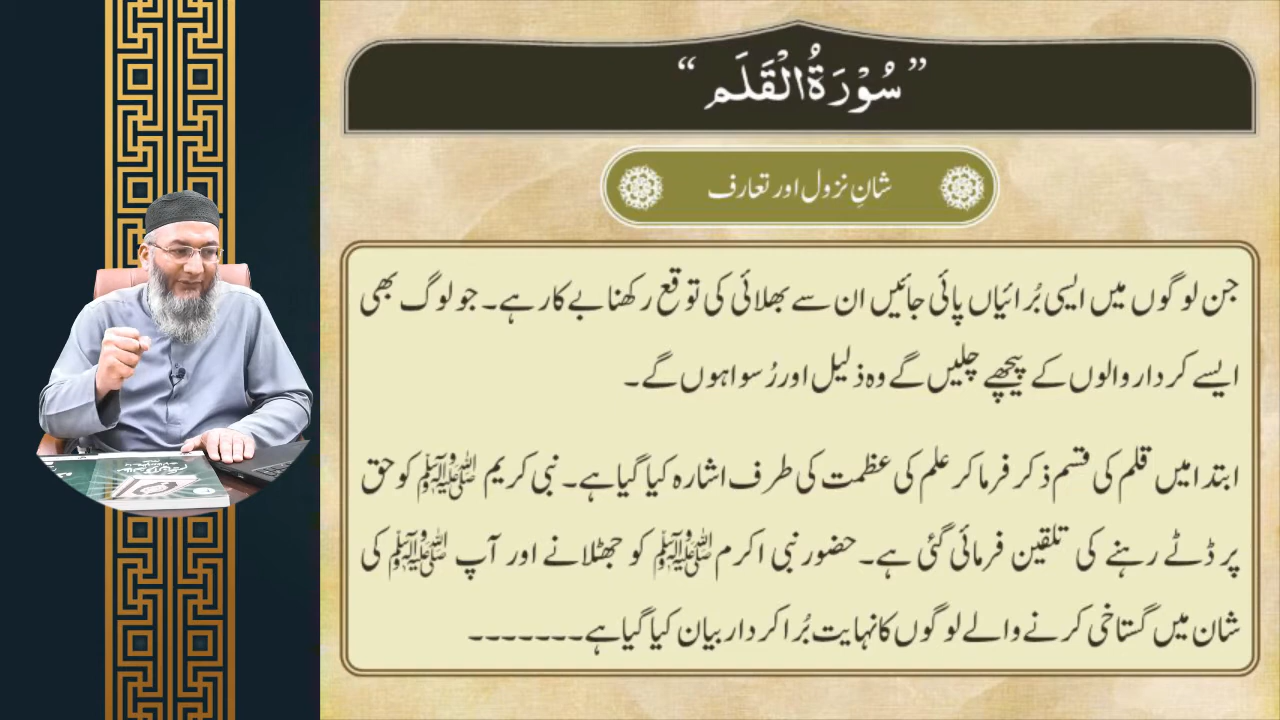 ”سُوْرَةُ الْقَلَم“
شانِ نزول اور تعارف
جن لوگوں میں ایسی بُرائیاں پائی جائیں ان سے بھلائی کی توقع رکھنا بے کار ہے۔ جو لوگ بھی
ایسے کردار والوں کے پیچھے چلیں گے وہ ذلیل اور رُسوا ہوں گے۔
ابتدا میں قلم کی قسم ذکر فرما کر علم کی عظمت کی طرف اشارہ کیا گیا ہے۔ نبی کریم ﷺ کو حق
پر ڈٹے رہنے کی تلقین فرمائی گئی ہے۔ حضور نبی اکرم ﷺ کو جھٹلانے اور آپ ﷺ کی
شان میں گستاخی کرنے والے لوگوں کا نہایت بُرا کردار بیان کیا گیا ہے۔۔۔۔۔۔۔